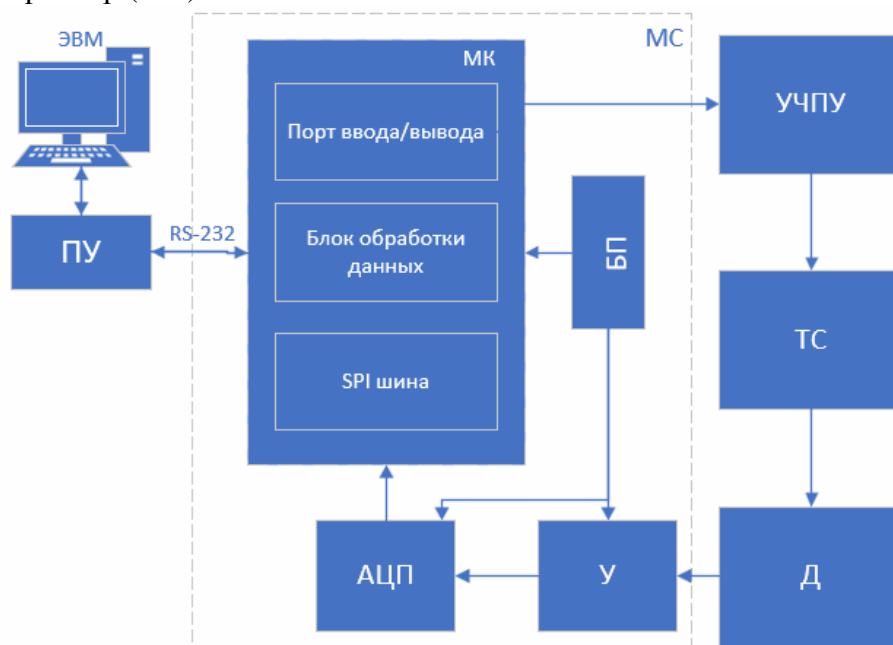 ЭВМ
МС
МК
Порт ввода/вывода
УЧПУ
ПУ
RS-232
Блок обработки
данных
БП
ТС
SPI шина
АЦП
У
Д